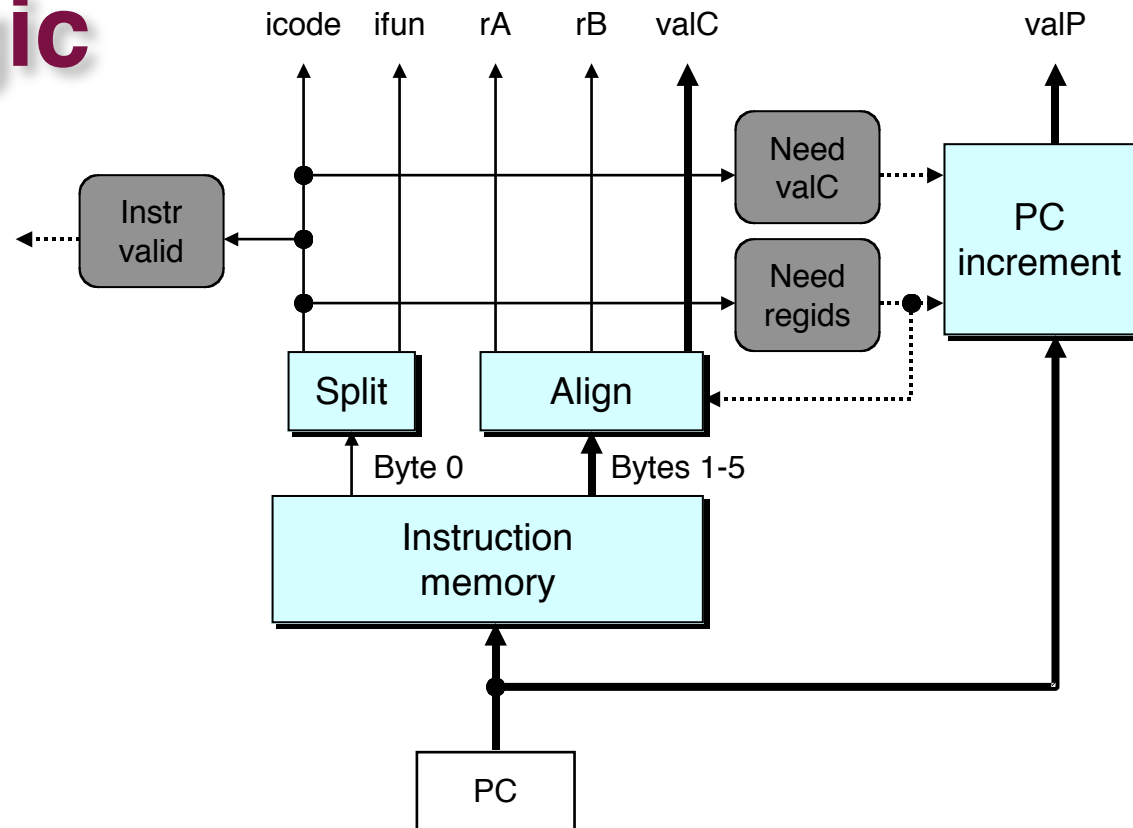 ic
icode ifun rA rB valC valP
Need
valC
Instr
valid
PC
increment
Need
regids
Split
Align
Byte 0
Bytes 1-5
Instruction
memory
PC